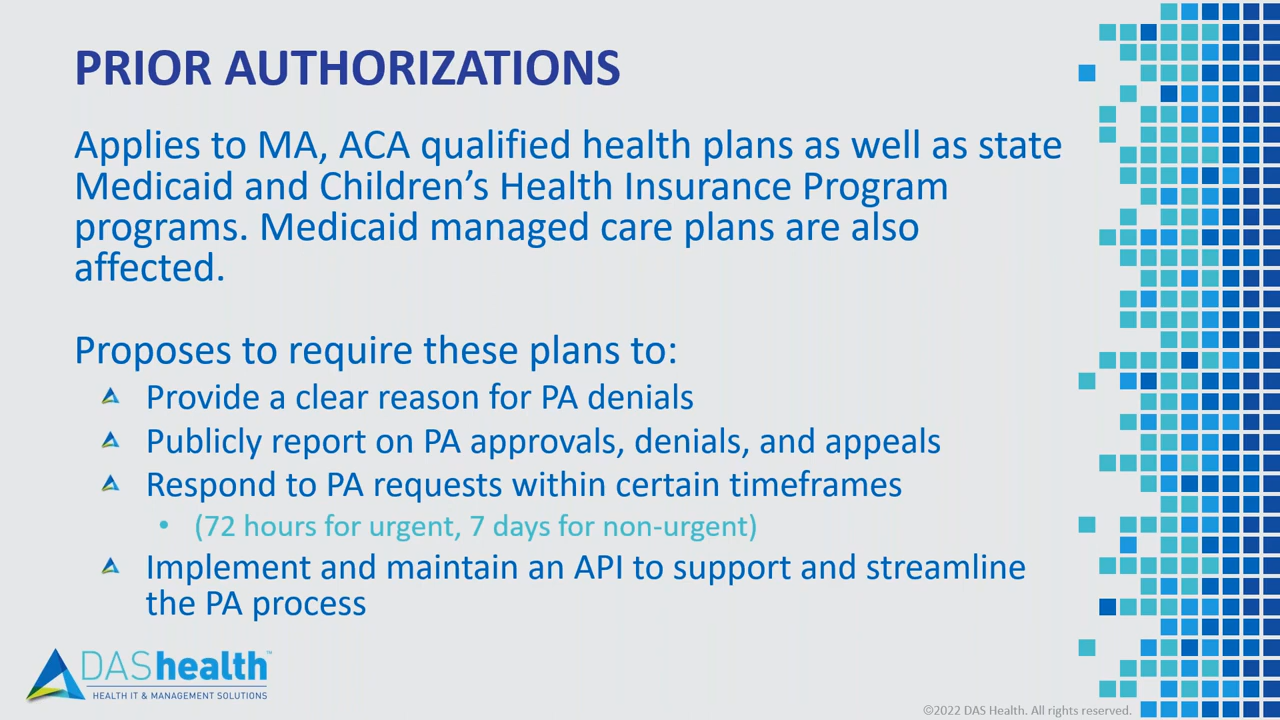 PRIOR AUTHORIZATIONS
Applies to MA, ACA qualified health plans as well as state
Medicaid and Children’s Health Insurance Program
programs. Medicaid managed care plans are also
affected.
Proposes to require these plans to:
Provide a clear reason for PA denials
Publicly report on PA approvals, denials, and appeals
Respond to PA requests within certain timeframes
• (72 hours for urgent, 7 days for non-urgent)
Implement and maintain an API to support and streamline
the PA process
DAShealth™
HEALTH IT & MANAGEMENT SOLUTIONS
©2022 DAS Health. All rights reserved.